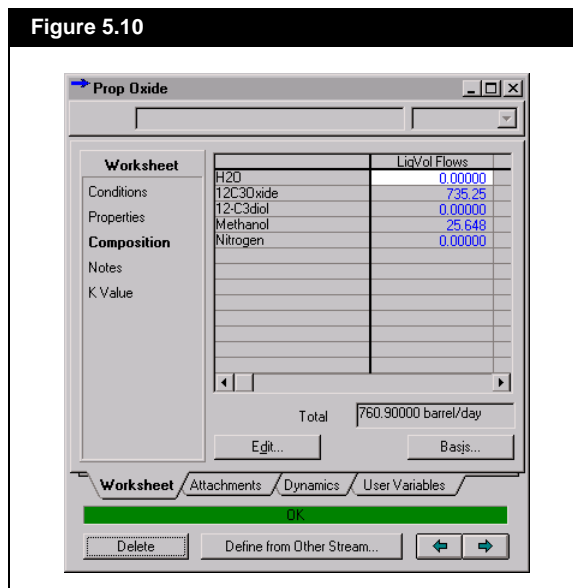 Figure 5.10
Prop Oxide
Worksheet
Conditions
Properties
Composition
Notes
K Value
LiqVol Flows
H2O 0.00000
12C3Oxide 735.25
12-C3diol 0.00000
Methanol 25.648
Nitrogen 0.00000
Total 760.90000 barrel/day
Edit... Basis...
Worksheet Attachments Dynamics User Variables
OK
Delete Define from Other Stream...